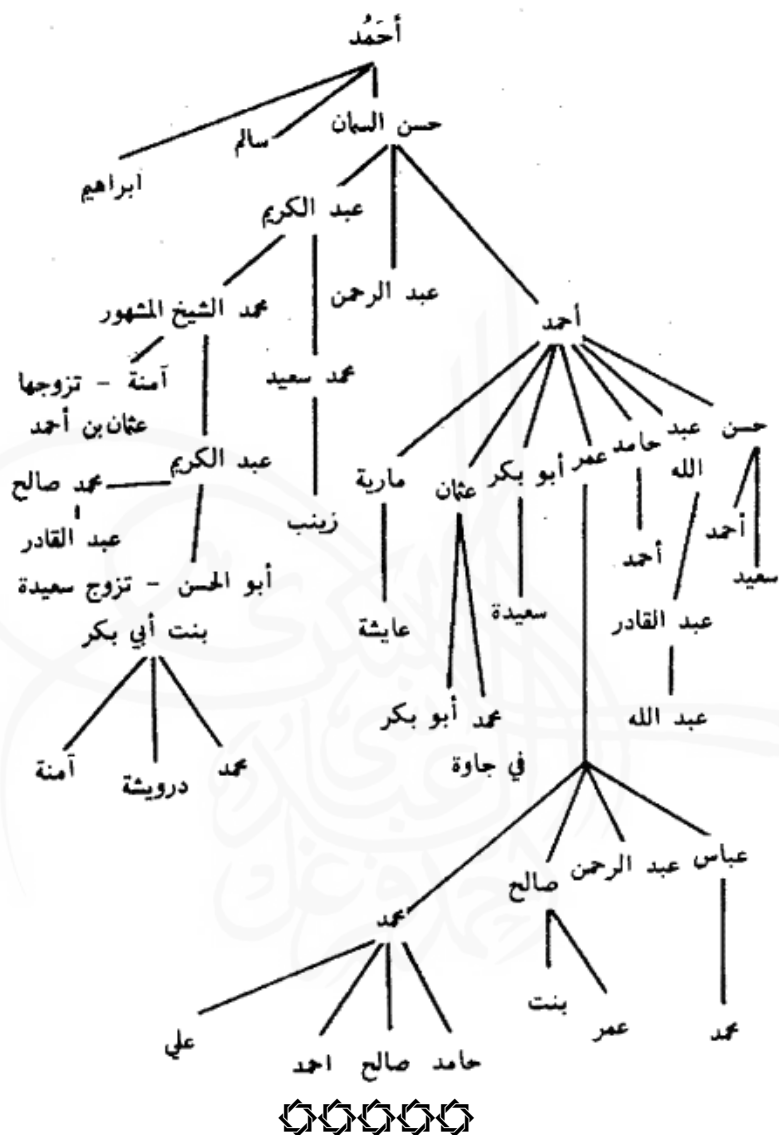 أحمد
حسن السمان
سالم
ابراهيم
عبد الكريم
عبد الرحمن
محمد الشيخ المشهور
أحمد
آمنة – تزوجها
عثمان بن أحمد
محمد سعيد
حسن
عبد
الله
حامد
عمر
أبو بكر
عثمان
مارية
عبد الكريم
محمد صالح
عبد القادر
زينب
أحمد
سعيد
أحمد
أبو الحسن – تزوج سعيدة
بنت أبي بكر
عبد القادر
سعيدة
عايشة
عبد الله
محمد
أبو بكر
في جاوة
محمد
درويشة
آمنة
عباس
عبد الرحمن
صالح
محمد
محمد
عمر
بنت
حامد
صالح
احمد
علي